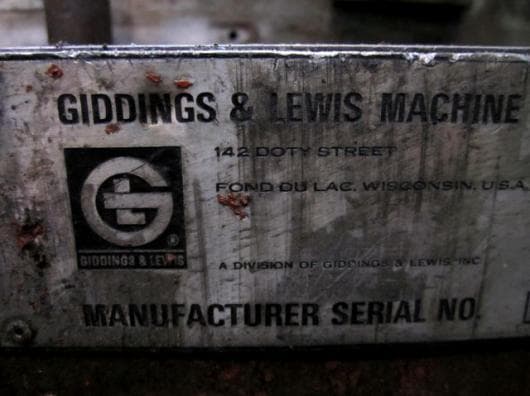 GIDDINGS & LEWIS MACHINE
142 DOTY STREET
FOND DU LAC, WISCONSIN, U.S.A.
GL
®
GIDDINGS & LEWIS
A DIVISION OF GIDDINGS & LEWIS, INC
MANUFACTURER SERIAL NO.